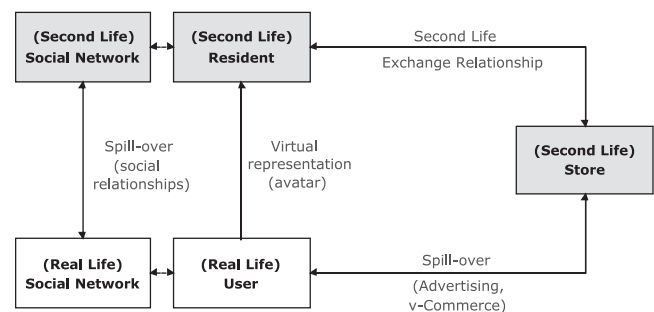 (Second Life)
Social Network
(Second Life)
Resident
Second Life
Exchange Relationship
Spill-over
(social
relationships)
Virtual
representation
(avatar)
(Second Life)
Store
(Real Life)
Social Network
(Real Life)
User
Spill-over
(Advertising,
v-Commerce)